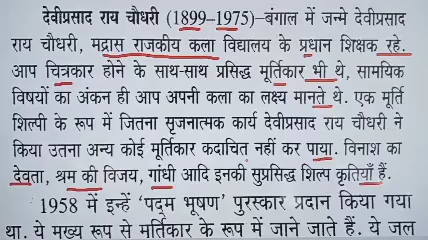 देवीप्रसाद राय चौधरी (1899–1975)–बंगाल में जन्मे देवीप्रसाद
राय चौधरी, मद्रास राजकीय कला विद्यालय के प्रधान शिक्षक रहे.
आप चित्रकार होने के साथ-साथ प्रसिद्ध मूर्तिकार भी थे, सामयिक
विषयों का अंकन ही आप अपनी कला का लक्ष्य मानते थे. एक मूर्ति
शिल्पी के रूप में जितना सृजनात्मक कार्य देवीप्रसाद राय चौधरी ने
किया उतना अन्य कोई मूर्तिकार कदाचित नहीं कर पाया. विनाश का
देवता, श्रम की विजय, गांधी आदि इनकी सुप्रसिद्ध शिल्प कृतियाँ हैं.
1958 में इन्हें 'पद्म भूषण' पुरस्कार प्रदान किया गया
था. ये मुख्य रूप से मूर्तिकार के रूप में जाने जाते हैं. ये जल